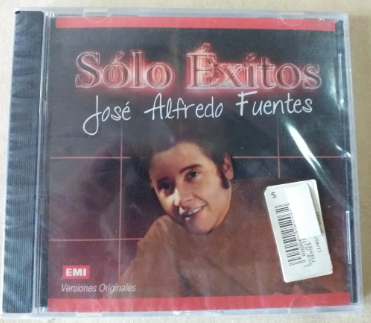 Sólo Éxitos
José Alfredo Fuentes
S
EMI
Versiones Originales